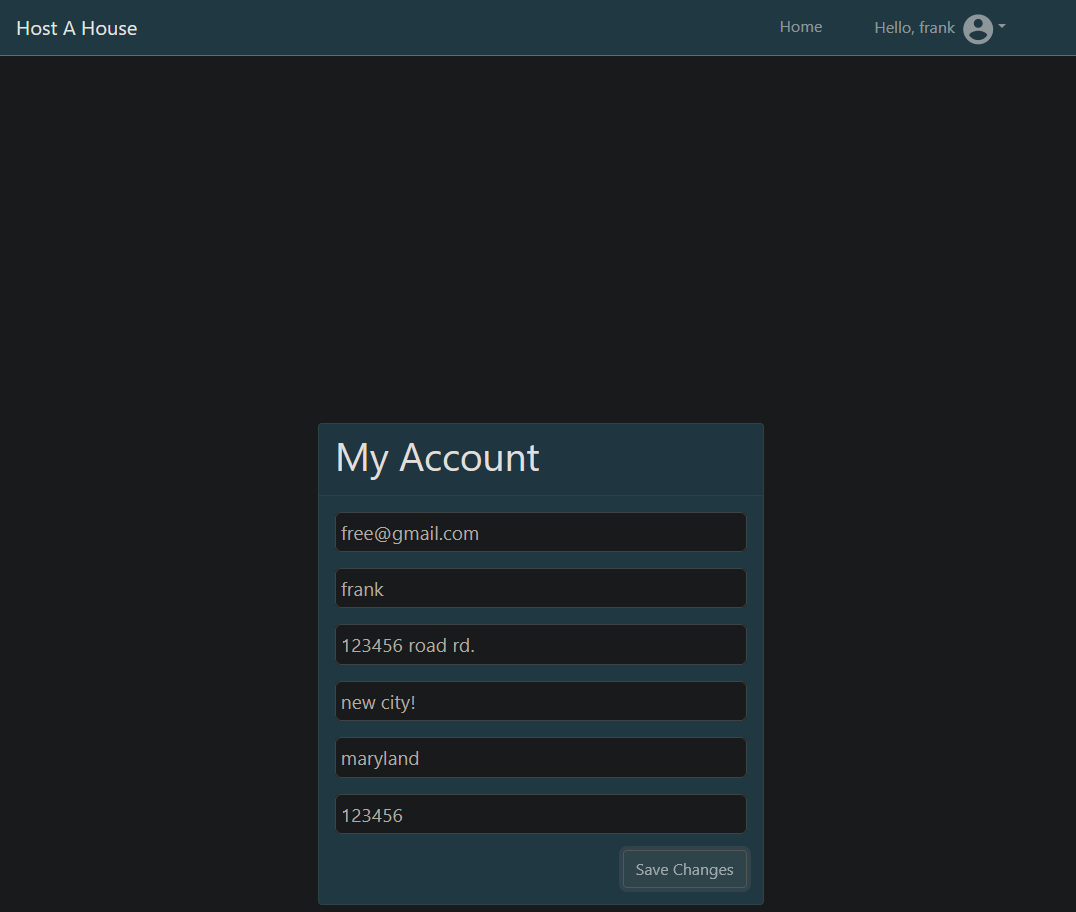 Host A House
Home
Hello, frank
My Account
free@gmail.com
frank
123456 road rd.
new city!
maryland
123456
Save Changes